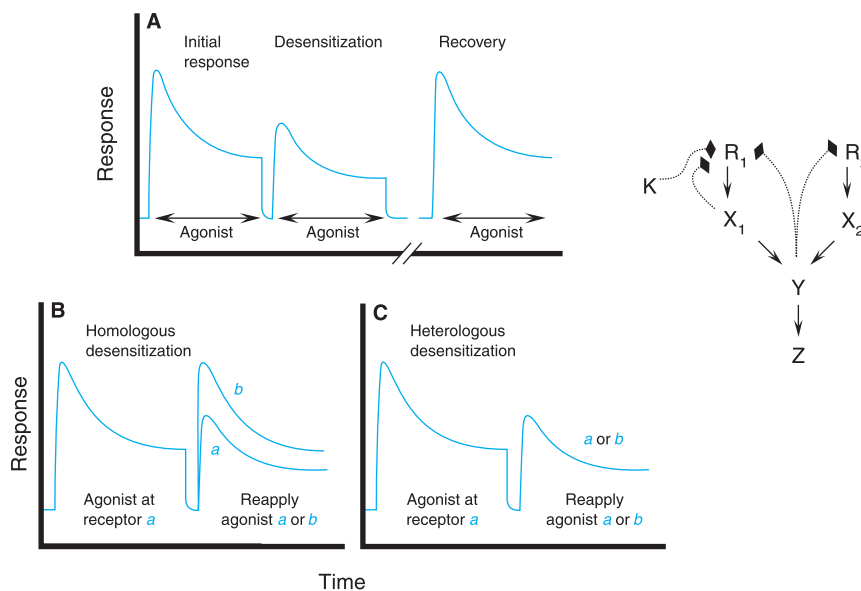 A
Initial
response
Desensitization
Recovery
Response
Agonist
Agonist
Agonist
K
R1
R
X1
X2
Y
Z
B
Homologous
desensitization
b
a
Response
Agonist at
receptor a
Reapply
agonist a or b
C
Heterologous
desensitization
a or b
Agonist at
receptor a
Reapply
agonist a or b
Time